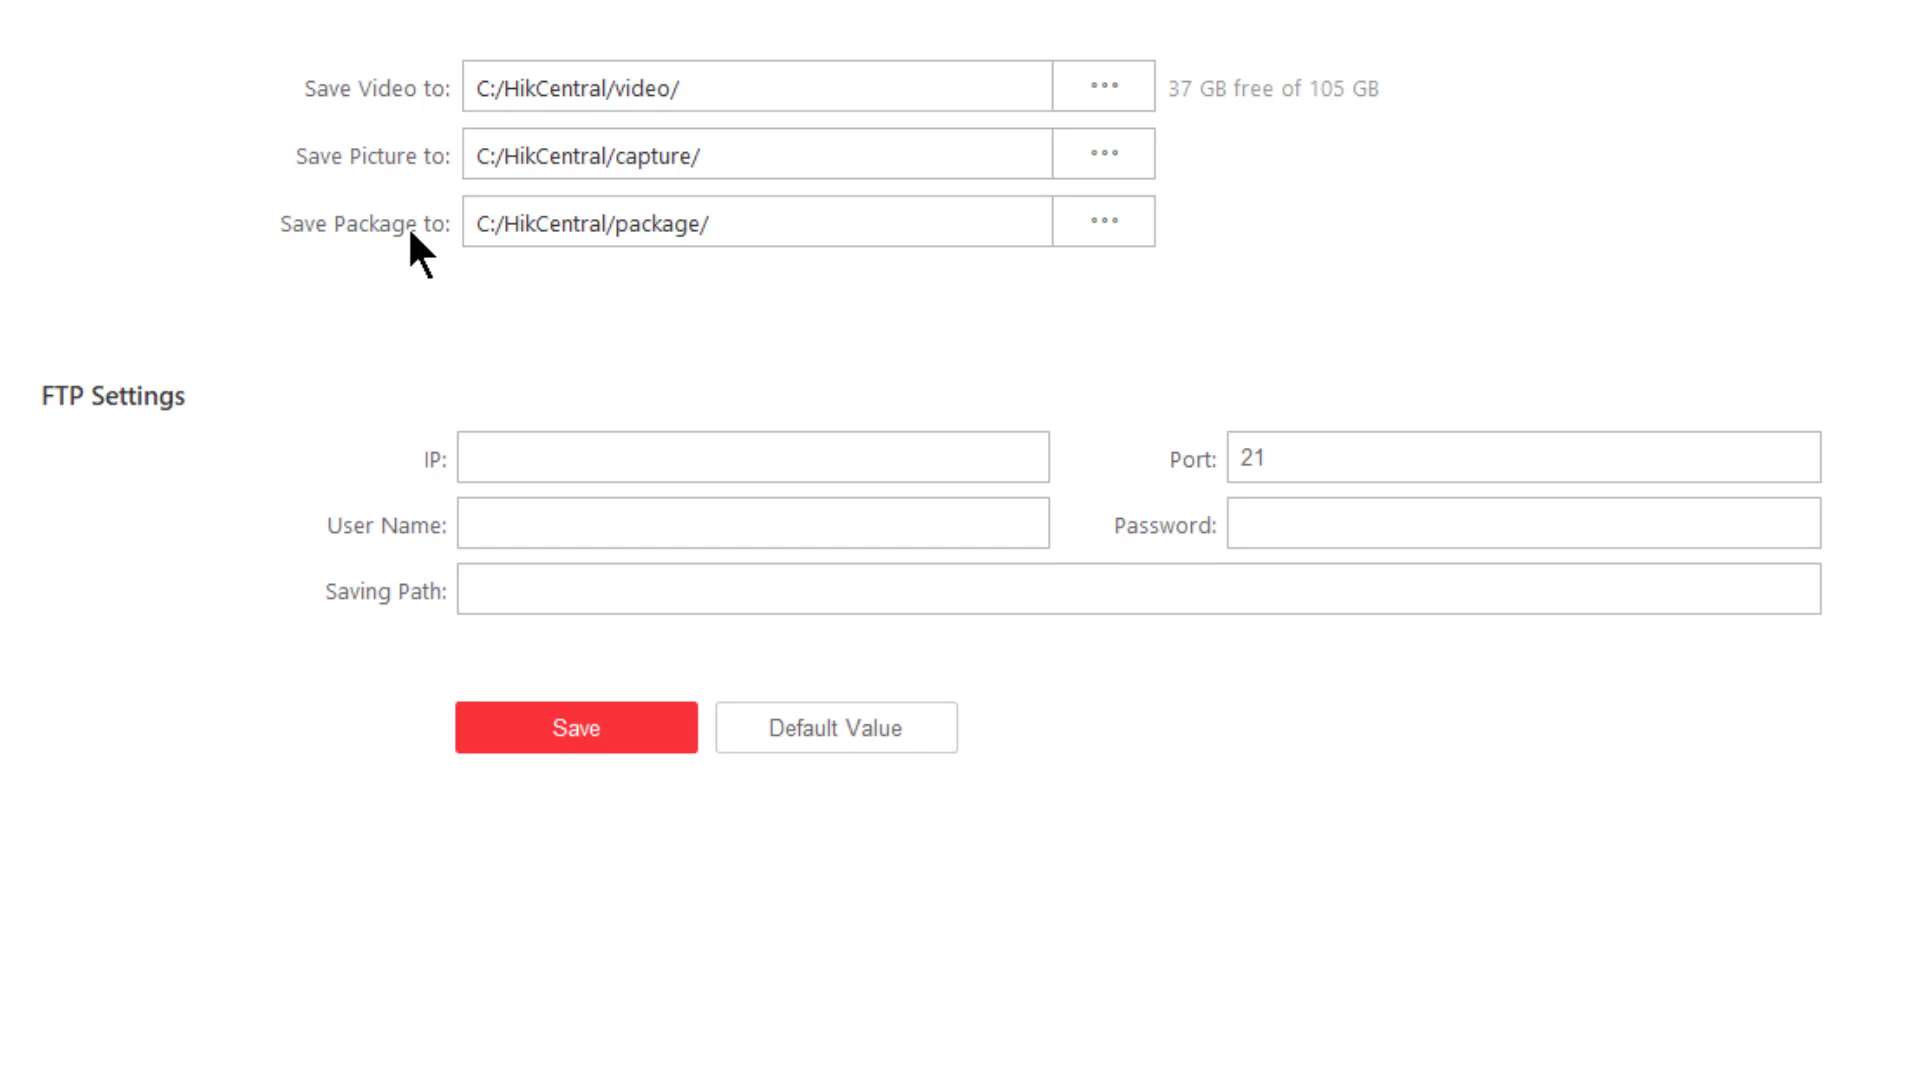 Save Video to: C:/HikCentral/video/ 37 GB free of 105 GB
Save Picture to: C:/HikCentral/capture/
Save Package to: C:/HikCentral/package/
FTP Settings
IP: Port: 21
User Name: Password:
Saving Path:
Save Default Value